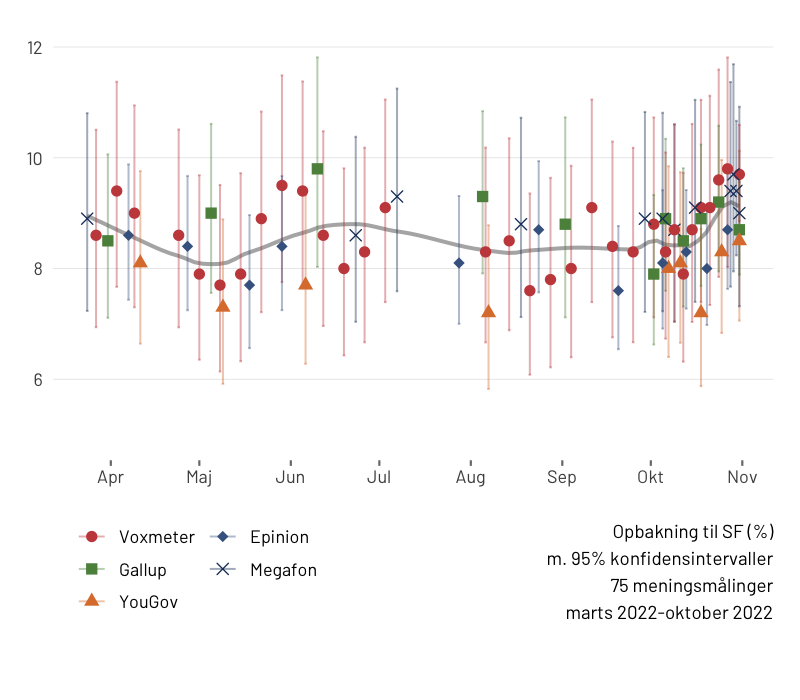 12
10
8
6
Apr Maj Jun Jul Aug Sep Okt Nov
Voxmeter Epinion
Gallup Megafon
YouGov
Opbakning til SF (%)
m. 95% konfidensintervaller
75 meningsmålinger
marts 2022-oktober 2022